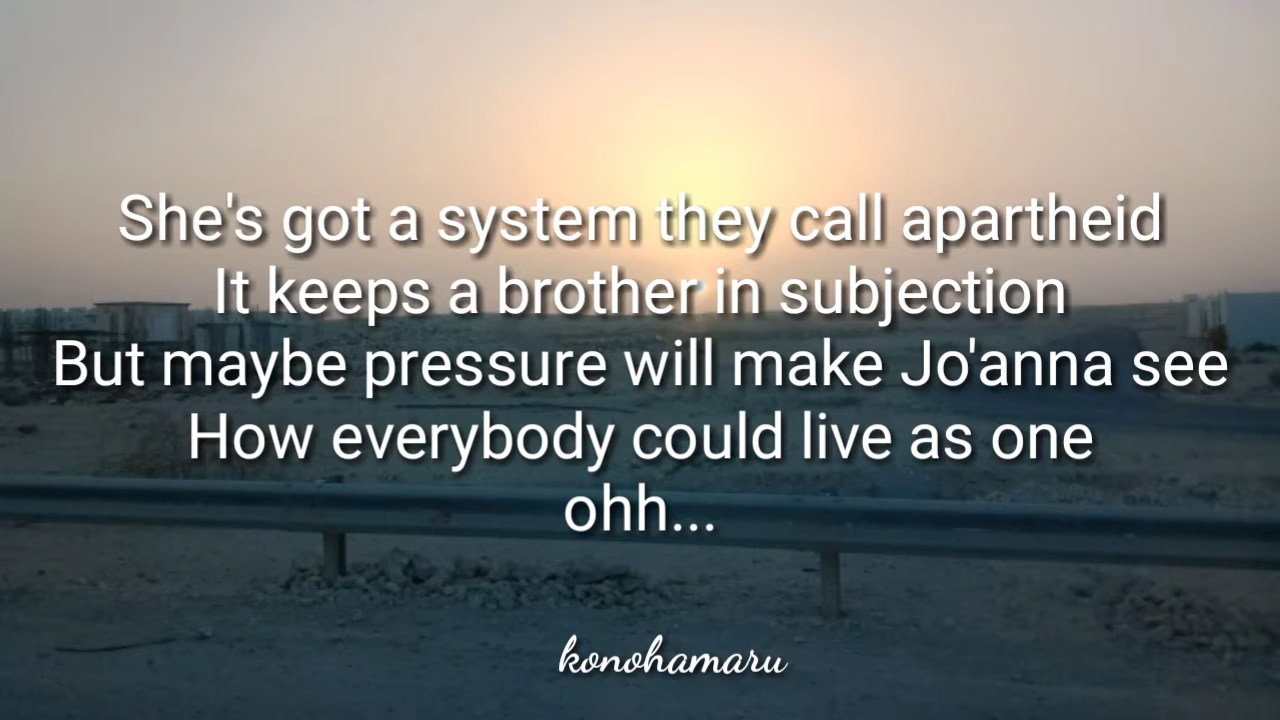 She's got a system they call apartheid
It keeps a brother in subjection
But maybe pressure will make Jo'anna see
How everybody could live as one
ohh...
konohamaru